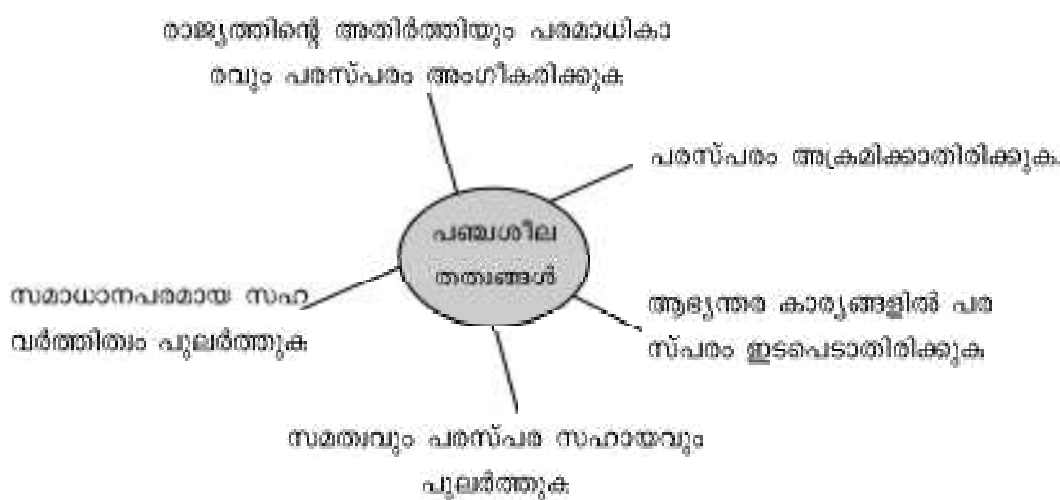 രാജ്യത്തിന്റെ അതിർത്തിയും പരമാധികാ
രവും പരസ്പരം അംഗീകരിക്കുക
പരസ്പരം അക്രമിക്കാതിരിക്കുക.
പഞ്ചശീല
തത്വങ്ങൾ
ആഭ്യന്തര കാര്യങ്ങളിൽ പര
സ്പരം ഇടപെടാതിരിക്കുക
സമാധാനപരമായ സഹ
വർത്തിത്വം പുലർത്തുക
സമത്വവും പരസ്പര സഹായവും
പുലർത്തുക